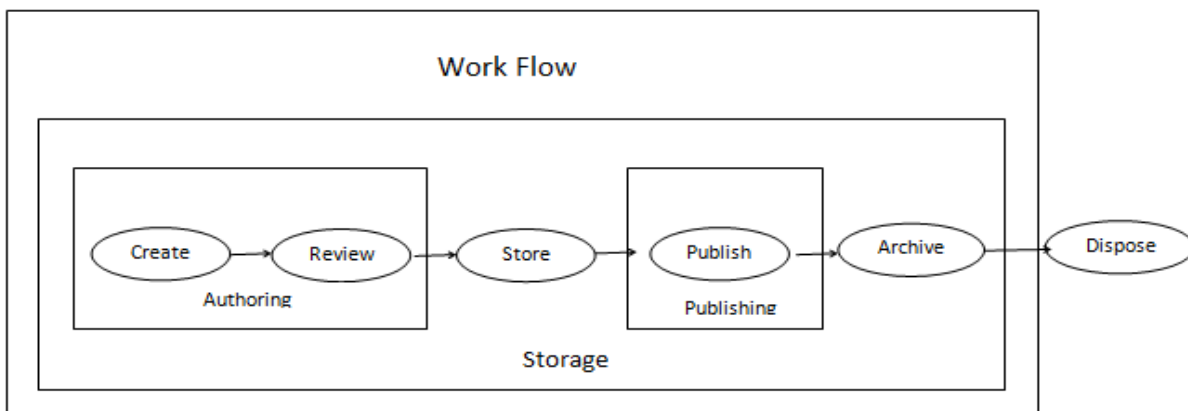 Work Flow
Create
Review
Store
Publish
Archive
Dispose
Authoring
Publishing
Storage